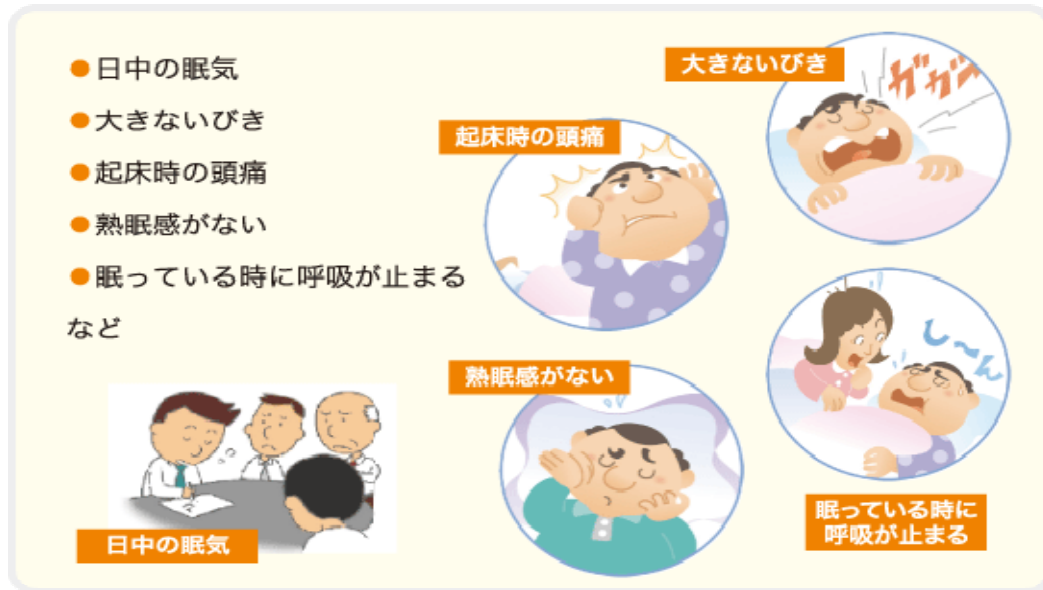 ●日中の眠気
●大きないびき
●起床時の頭痛
●熟眠感がない
●眠っている時に呼吸が止まる
など
大きないびき
ガガガ
起床時の頭痛
熟眠感がない
し〜ん
眠っている時に
呼吸が止まる
日中の眠気